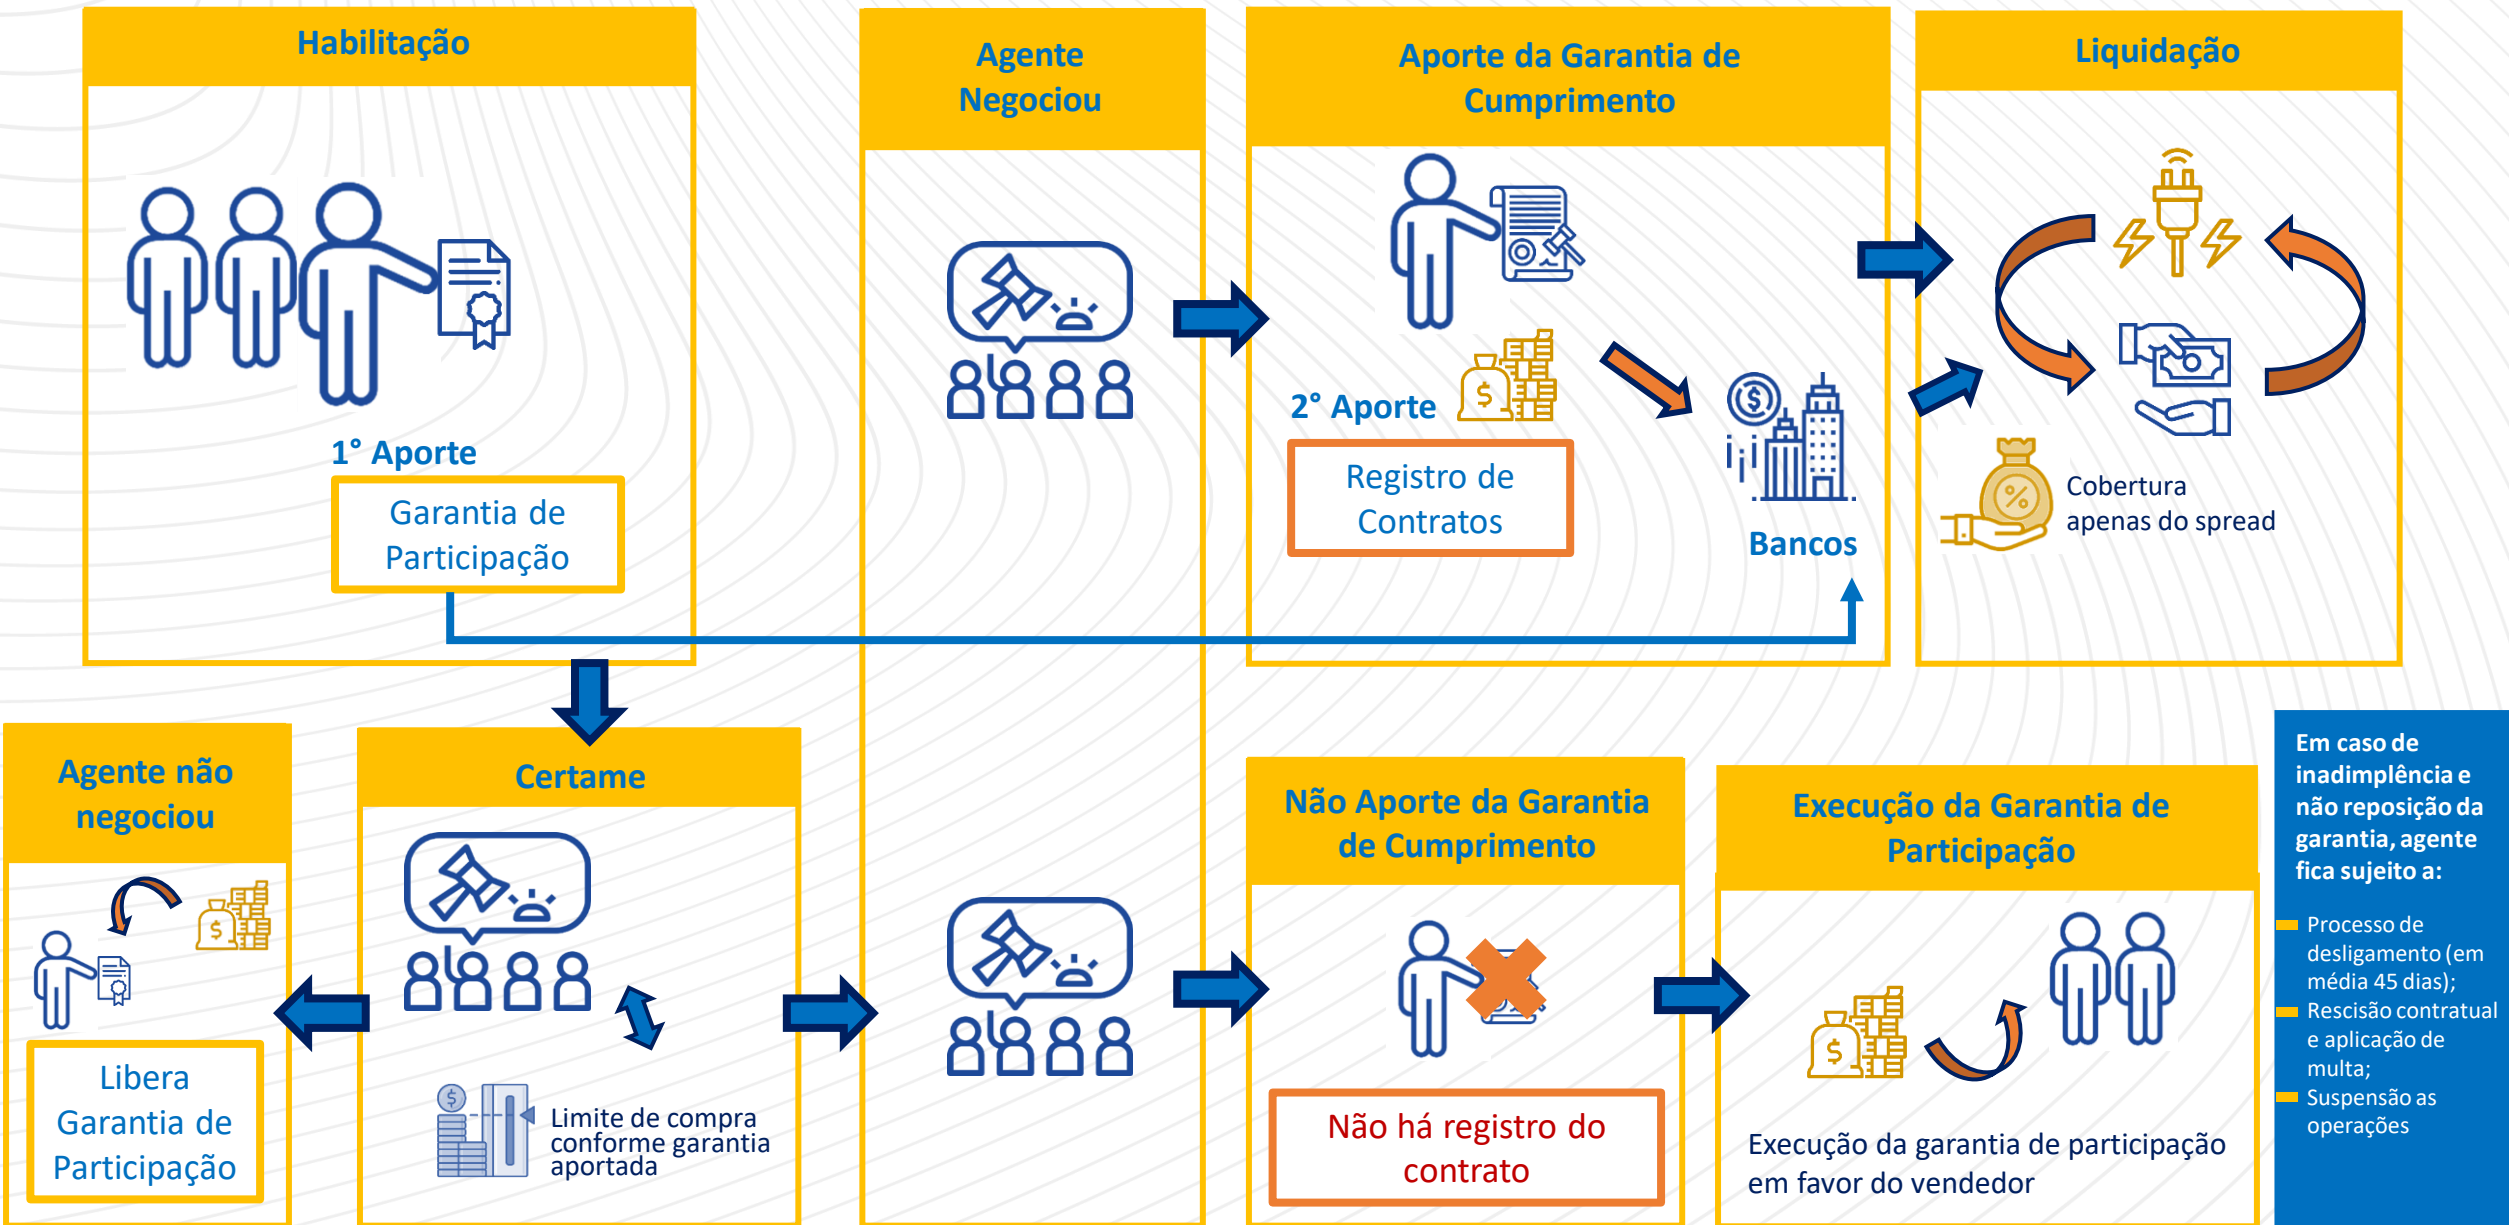 Habilitação
1° Aporte
Garantia de
Participação
Agente
Negociou
Aporte da Garantia de
Cumprimento
2° Aporte
Registro de
Contratos
Bancos
Liquidação
Cobertura
apenas do spread
Agente não
negociou
Libera
Garantia de
Participação
Certame
Limite de compra
conforme garantia
aportada
Não Aporte da Garantia
de Cumprimento
Não há registro do
contrato
Execução da Garantia de
Participação
Execução da garantia de participação
em favor do vendedor
Em caso de
inadimplência e
não reposição da
garantia, agente
fica sujeito a:
Processo de
desligamento (em
média 45 dias);
Rescisão contratual
e aplicação de
multa;
Suspensão as
operações